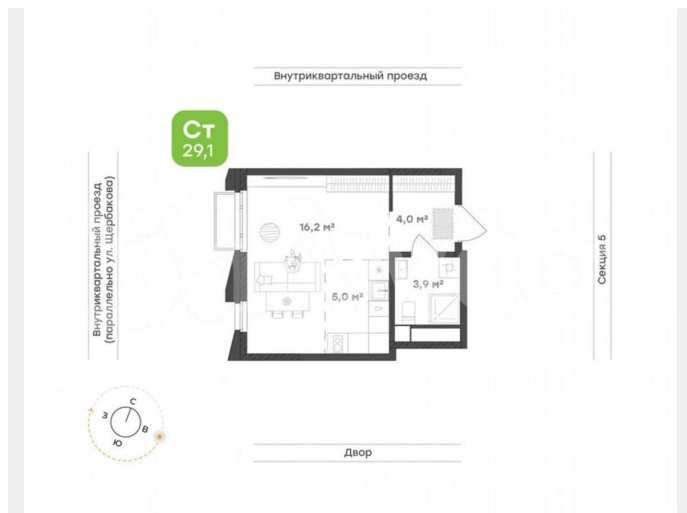 Внутриквартальный проезд
Ст
29,1
Внутриквартальный проезд
(параллельно ул. Щербакова)
16,2 м²
4,0 м²
3,9 м²
5,0 м²
Секция 5
С
З
В
Ю
Двор